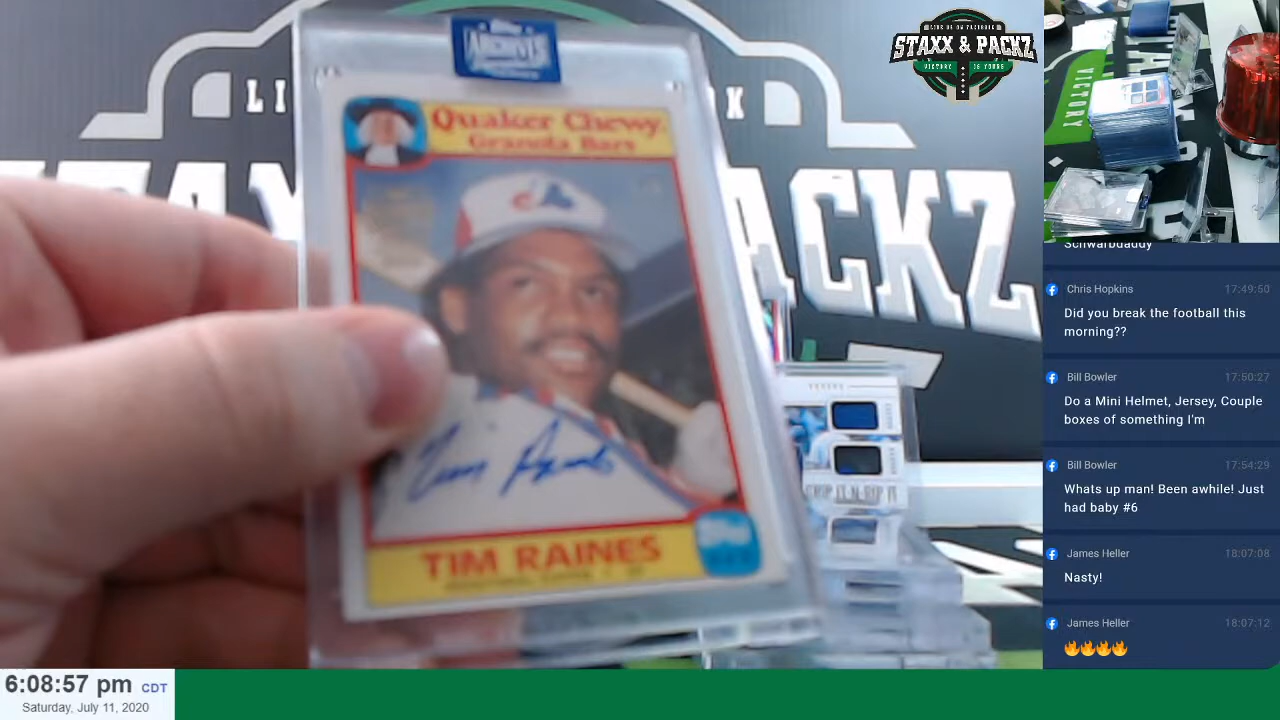 ARCHIVES
Quaker Chewy
Granola Bars
TIM RAINES
LI
ACKZ
STAXX & PACKZ
VICTORY IS YOURS
VICTORY
Schwarbdaddy
Chris Hopkins 17:49:50
Did you break the football this
morning??
Bill Bowler 17:50:27
Do a Mini Helmet, Jersey, Couple
boxes of something I'm
Bill Bowler 17:54:29
Whats up man! Been awhile! Just
had baby #6
James Heller 18:07:08
Nasty!
James Heller 18:07:12
🔥🔥🔥🔥
6:08:57 pm CDT
Saturday, July 11, 2020